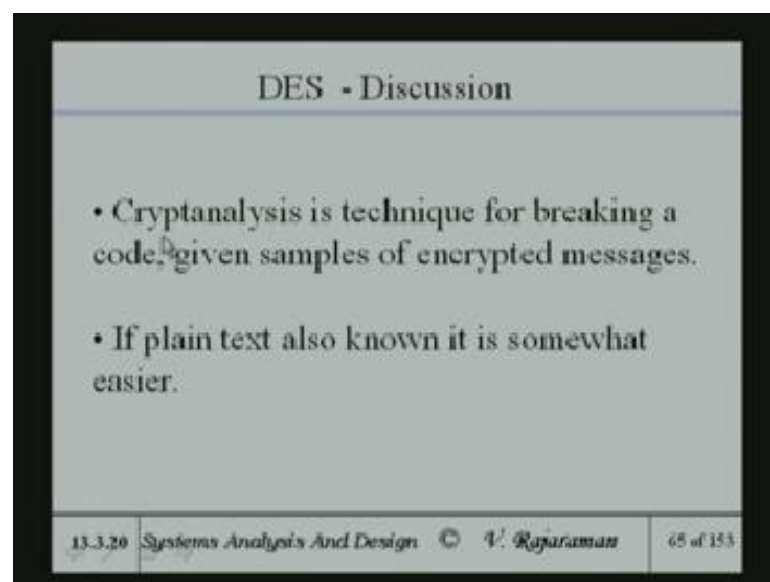 DES - Discussion
• Cryptanalysis is technique for breaking a
code, given samples of encrypted messages.
• If plain text also known it is somewhat
easier.
13.3.20 Systems Analysis And Design © V. Rajaraman 65 of 153